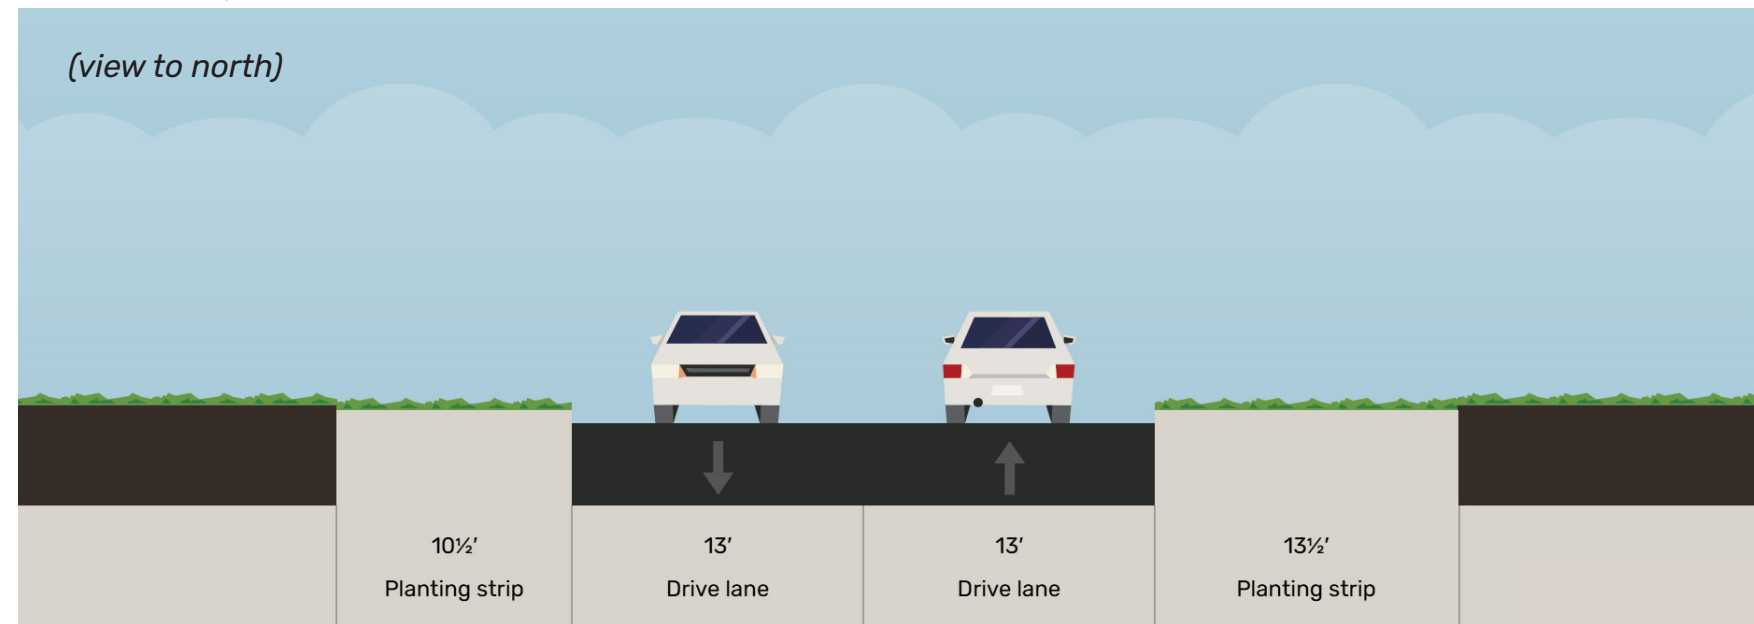 (view to north)
10½′
13′
13′
13½′
Planting strip
Drive lane
Drive lane
Planting strip